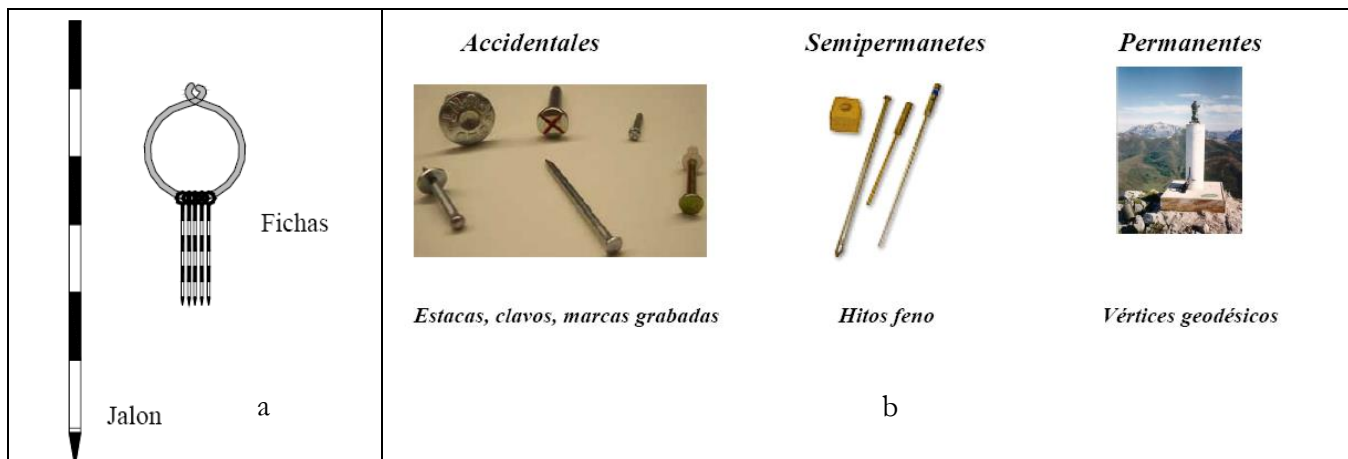 Fichas
Jalon
a
Accidentales
Semipermanetes
Permanentes
Estacas, clavos, marcas grabadas
Hitos feno
Vértices geodésicos
b